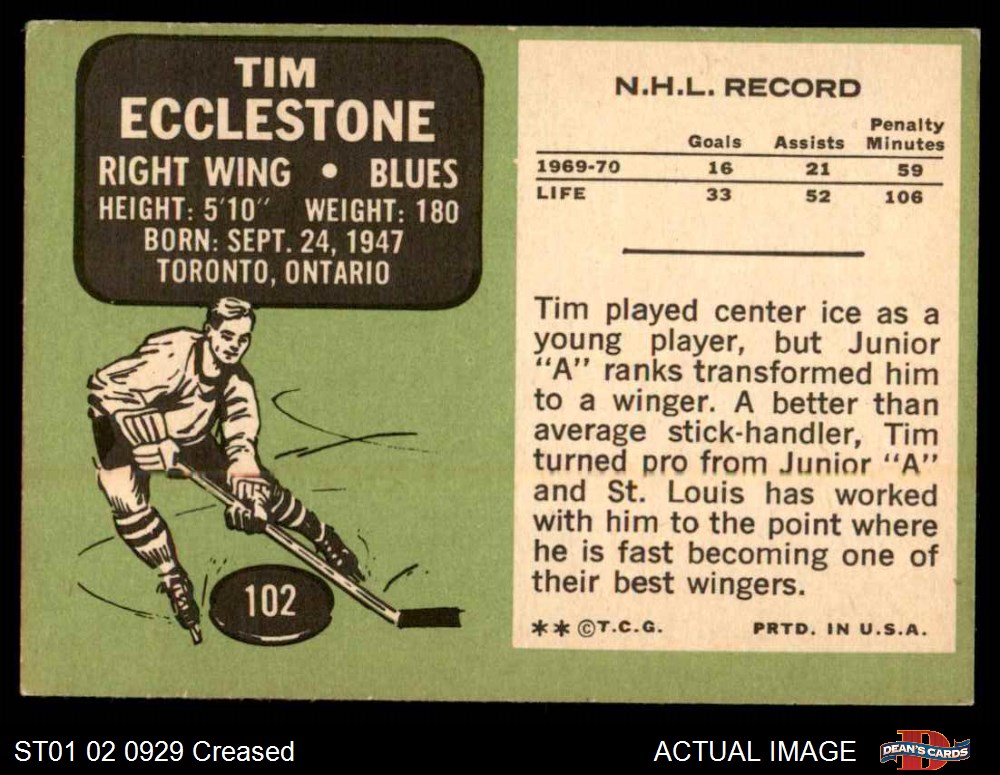 TIM
ECCLESTONE
RIGHT WING • BLUES
HEIGHT: 5'10" WEIGHT: 180
BORN: SEPT. 24, 1947
TORONTO, ONTARIO
102
N.H.L. RECORD
Goals Assists Penalty Minutes
1969-70 16 21 59
LIFE 33 52 106
Tim played center ice as a
young player, but Junior
"A" ranks transformed him
to a winger. A better than
average stick-handler, Tim
turned pro from Junior "A"
and St. Louis has worked
with him to the point where
he is fast becoming one of
their best wingers.
** ©T.C.G. PRTD. IN U.S.A.
ST01 02 0929 Creased
ACTUAL IMAGE
DEAN'S CARDS